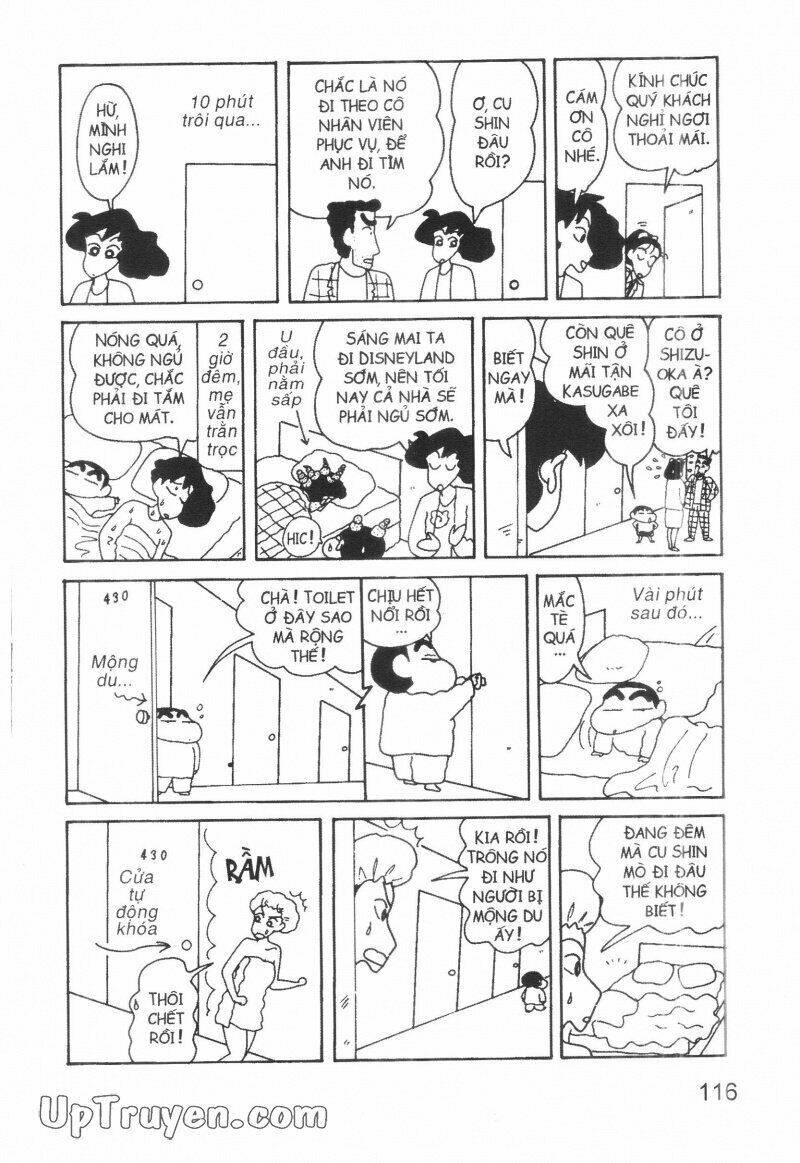 KÍNH CHÚC
QUÝ KHÁCH
NGHỈ NGƠI
THOẢI MÁI.
CÁM
ƠN
CÔ
NHÉ.
Ơ, CU
SHIN
ĐÂU
RỒI?
CHẮC LÀ NÓ
ĐI THEO CÔ
NHÂN VIÊN
PHỤC VỤ, ĐỂ
ANH ĐI TÌM
NÓ.
10 phút
trôi qua...
HỪ,
MÌNH
NGHI
LẮM!
CÔ Ở
SHIZU-
OKA À?
QUÊ
TÔI
ĐẤY!
CÒN QUÊ
SHIN Ở
MÃI TẬN
KASUGABE
XA
XÔI!
BIẾT
NGAY
MÀ!
SÁNG MAI TA
ĐI DISNEYLAND
SỚM, NÊN TỐI
NAY CẢ NHÀ SẼ
PHẢI NGỦ SỚM.
U
đầu,
phải
nằm
sấp
HIC!
2
giờ
đêm,
mẹ
vẫn
trằn
trọc
NÓNG QUÁ,
KHÔNG NGỦ
ĐƯỢC, CHẮC
PHẢI ĐI TẮM
CHO MÁT.
Vài phút
sau đó...
MẮC
TÈ
QUÁ
...
CHỊU HẾT
NỔI RỒI
...
CHÀ! TOILET
Ở ĐÂY SAO
MÀ RỘNG
THẾ!
430
Mộng
du...
ĐANG ĐÊM
MÀ CU SHIN
MÒ ĐI ĐÂU
THẾ KHÔNG
BIẾT!
KIA RỒI!
TRÔNG NÓ
ĐI NHƯ
NGƯỜI BỊ
MỘNG DU
ẤY!
RẦM
430
Cửa
tự
động
khóa
THÔI
CHẾT
RỒI!
116
UpTruyen.com